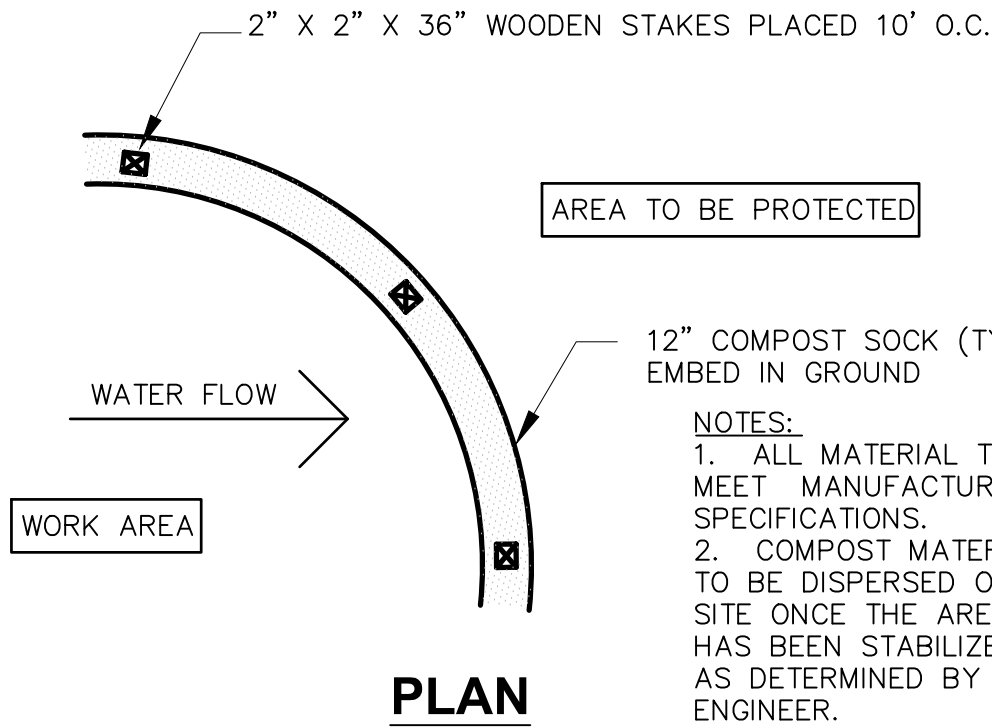 2” X 2” X 36” WOODEN STAKES PLACED 10’ O.C.
AREA TO BE PROTECTED
12” COMPOST SOCK
EMBED IN GROUND
WATER FLOW
WORK AREA
NOTES:
1. ALL MATERIAL
MEET MANUFACTUR
SPECIFICATIONS.
2. COMPOST MATER
TO BE DISPERSED
SITE ONCE THE ARE
HAS BEEN STABILIZE
AS DETERMINED BY
ENGINEER.
PLAN